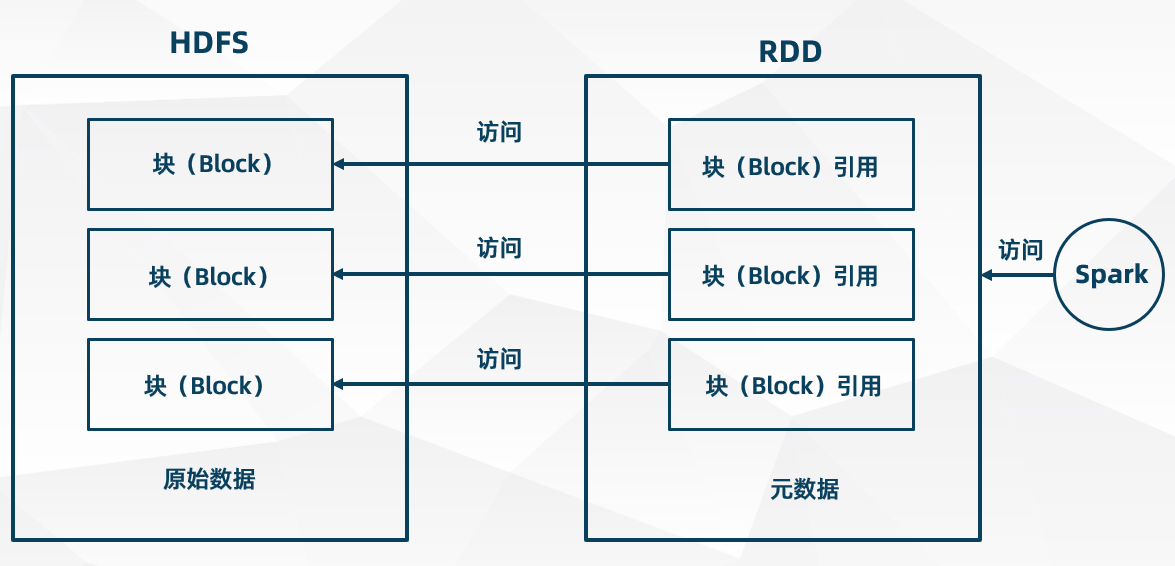 HDFS
RDD
块（Block）
访问
块（Block）引用
块（Block）
访问
块（Block）引用
访问
Spark
块（Block）
访问
块（Block）引用
原始数据
元数据